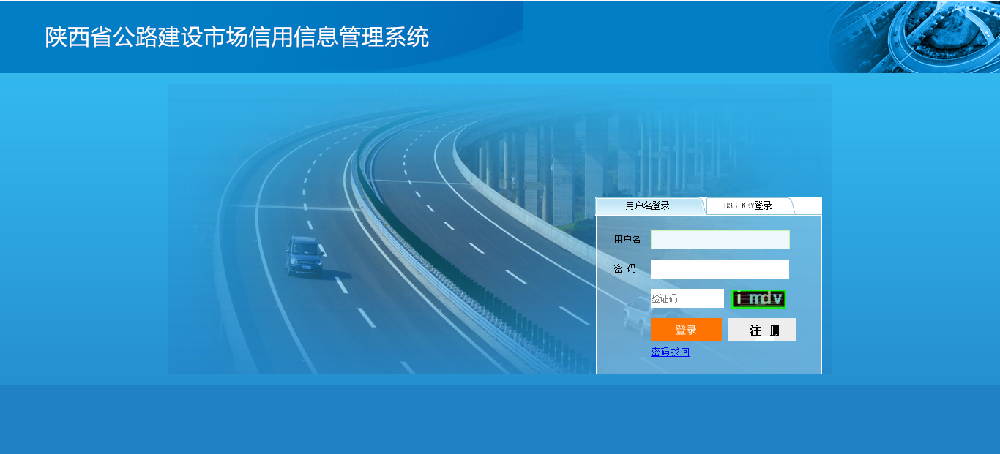 陕西省公路建设市场信用信息管理系统
用户名登录 USB-KEY登录
用户名
密 码
验证码 imdv
登录 注 册
密码找回